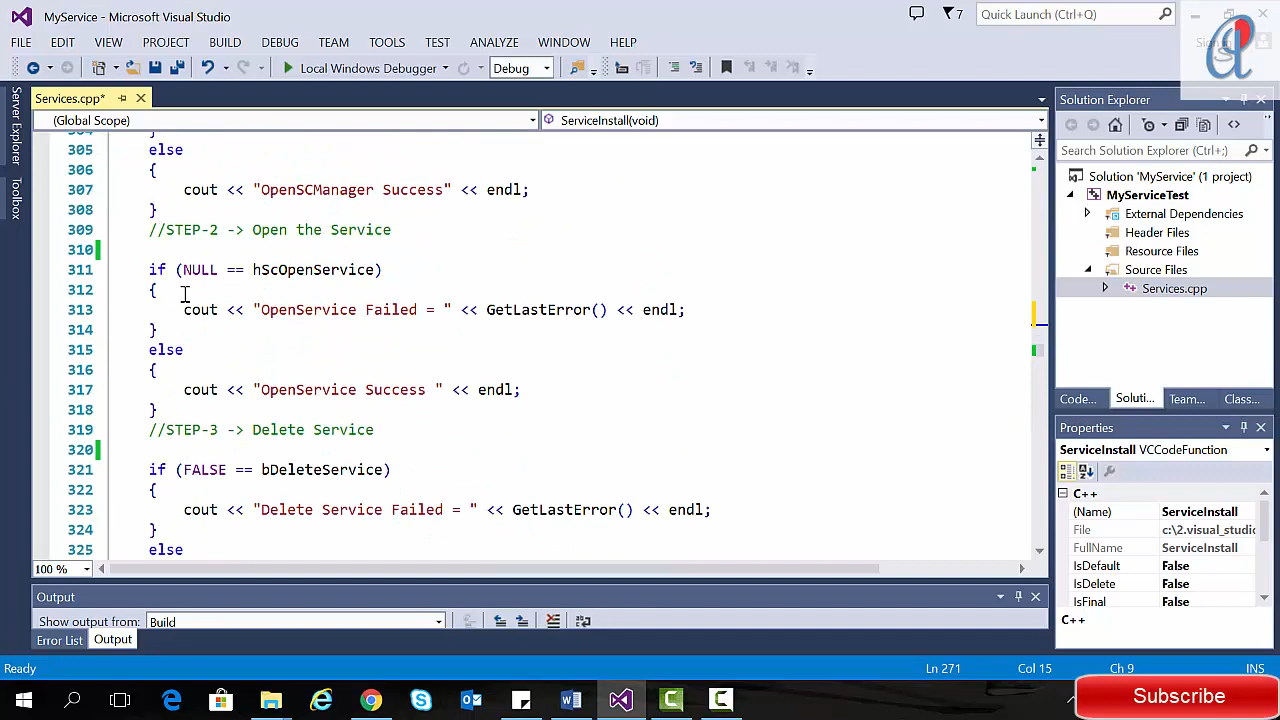 MyService - Microsoft Visual Studio
7
Quick Launch (Ctrl+Q)
FILE EDIT VIEW PROJECT BUILD DEBUG TEAM TOOLS TEST ANALYZE WINDOW HELP
Local Windows Debugger Debug
Server Explorer
Toolbox
Services.cpp*
(Global Scope) ServiceInstall(void)
305 else
306 {
307 cout << "OpenSCManager Success" << endl;
308 }
309 //STEP-2 -> Open the Service
310
311 if (NULL == hScOpenService)
312 {
313 cout << "OpenService Failed = " << GetLastError() << endl;
314 }
315 else
316 {
317 cout << "OpenService Success " << endl;
318 }
319 //STEP-3 -> Delete Service
320
321 if (FALSE == bDeleteService)
322 {
323 cout << "Delete Service Failed = " << GetLastError() << endl;
324 }
325 else
100 %
Output
Show output from: Build
Error List Output
Solution Explorer
Search Solution Explorer (Ctrl+;)
Solution 'MyService' (1 project)
MyServiceTest
External Dependencies
Header Files
Resource Files
Source Files
Services.cpp
Code... Soluti... Team... Class...
Properties
ServiceInstall VCCodeFunction
C++
(Name) ServiceInstall
File c:\2.visual_studio
FullName ServiceInstall
IsDefault False
IsDelete False
IsFinal False
C++
Ready Ln 271 Col 15 Ch 9 INS
Subscribe